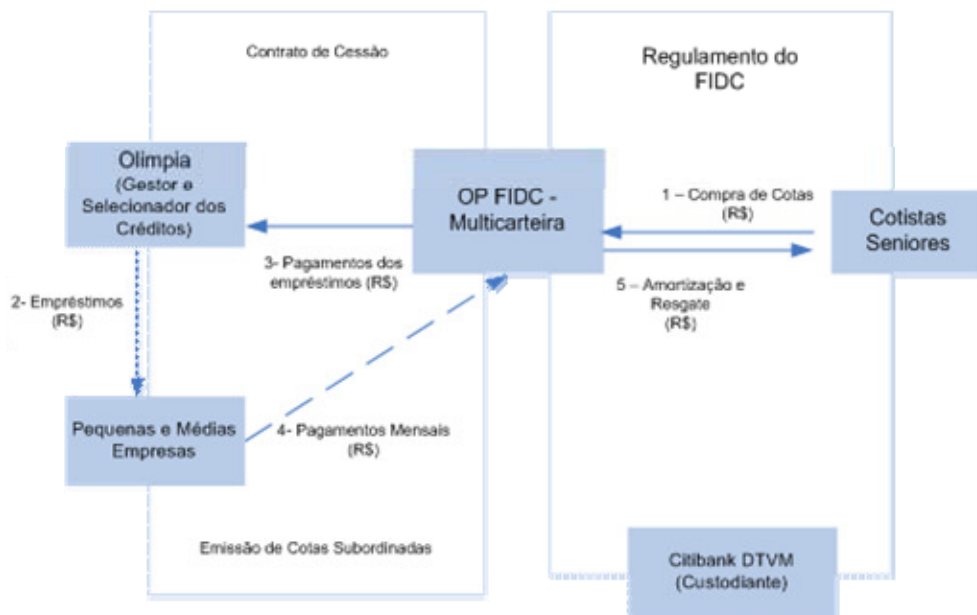 Contrato de Cessão
Regulamento do
FIDC
Olimpia
(Gestor e
Selecionador dos
Créditos)
OP FIDC -
Multicarteira
1 – Compra de Cotas
(R$)
Cotistas
Seniores
3- Pagamentos dos
empréstimos (R$)
5 – Amortização e
Resgate
(R$)
2- Empréstimos
(R$)
Pequenas e Médias
Empresas
4- Pagamentos Mensais
(R$)
Emissão de Cotas Subordinadas
Citibank DTVM
(Custodiante)